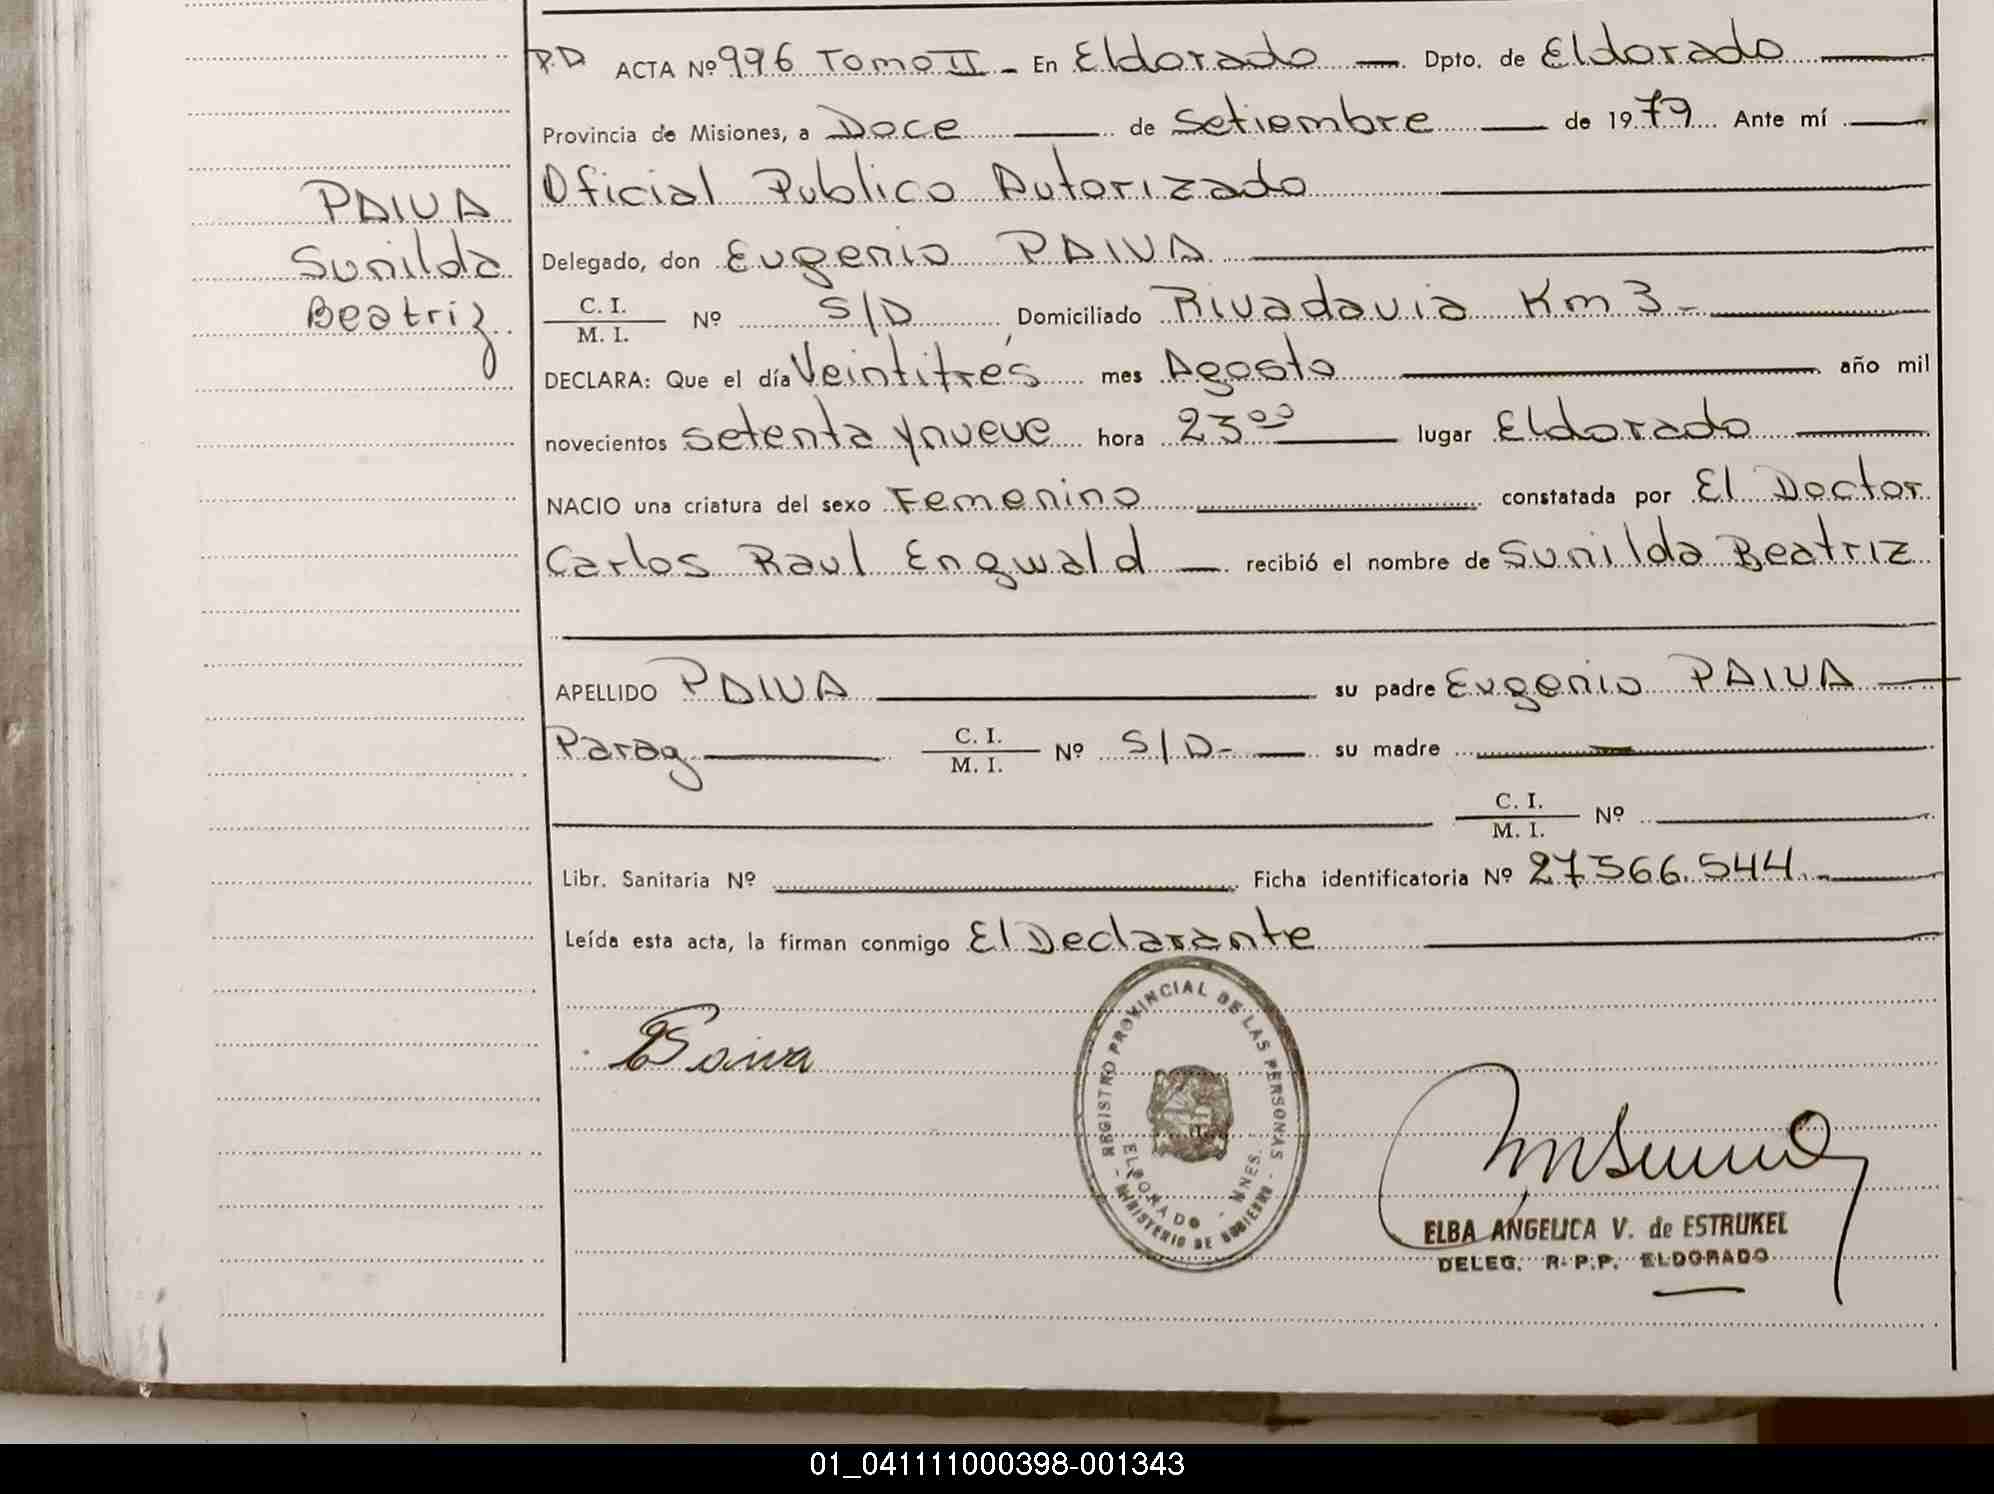 P.D ACTA Nº 996 Tomo II - En Eldorado Dpto. de Eldorado
Provincia de Misiones, a Doce de Setiembre de 1979 Ante mí
Oficial Publico Autorizado
PAIVA
Sunilda
Beatriz
Delegado, don Eugenio PAIVA
C. I.
M. I. Nº S/D Domiciliado Rivadavia Km 3-
DECLARA: Que el día Veintitrés mes Agosto año mil
novecientos setenta y nueve hora 23⁰⁰ lugar Eldorado
NACIO una criatura del sexo Femenino constatada por El Doctor
Carlos Raul Engwald recibió el nombre de Sunilda Beatriz
APELLIDO PAIVA su padre Eugenio PAIVA
Parag C. I.
M. I. Nº S/D- su madre
C. I.
M. I. Nº
Libr. Sanitaria Nº Ficha identificatoria Nº 27.566.544.-
Leída esta acta, la firman conmigo El Declarante
Paiva
REGISTRO PROVINCIAL DE LAS PERSONAS
ELDORADO - MNES.
- MINISTERIO DE GOBIERNO -
ELBA ANGELICA V. de ESTRUKEL
DELEG. R.P.P. ELDORADO
01_041111000398-001343